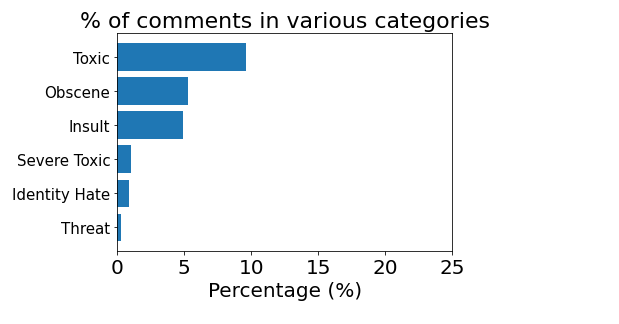 % of comments in various categories
Toxic
Obscene
Insult
Severe Toxic
Identity Hate
Threat
0 5 10 15 20 25
Percentage (%)